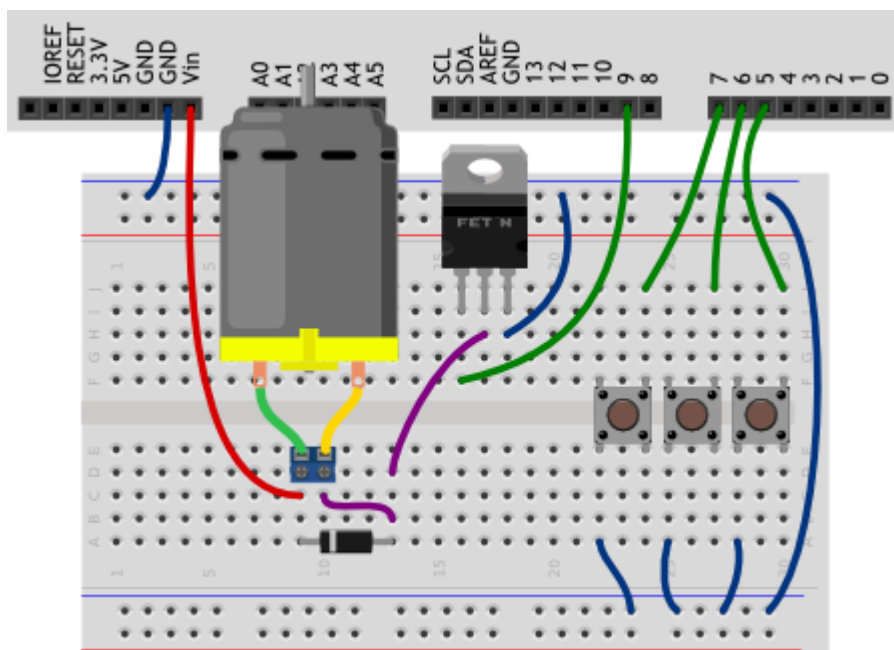 IOREF
RESET
3.3V
5V
GND
GND
Vin
A0
A1
A3
A4
A5
SCL
SDA
AREF
GND
13
12
11
10
9
8
7
6
5
4
3
2
1
0
FET N
1
5
15
20
25
30
J
I
H
G
F
E
D
C
B
A
1
5
10
15
20
25
30